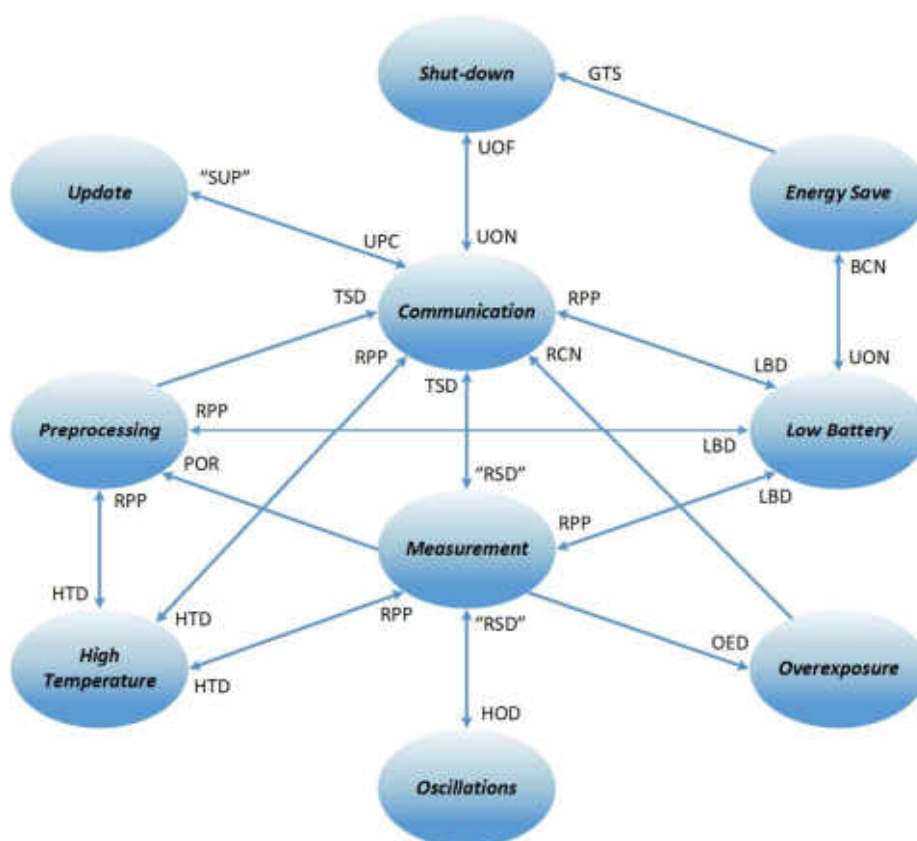 Shut-down
GTS
UOF
Update
"SUP"
Energy Save
UPC
UON
BCN
TSD
Communication
RPP
RPP
RCN
LBD
UON
TSD
RPP
Preprocessing
LBD
Low Battery
POR
RPP
"RSD"
LBD
RPP
Measurement
HTD
HTD
RPP
"RSD"
OED
High
Temperature
HTD
Overexposure
HOD
Oscillations